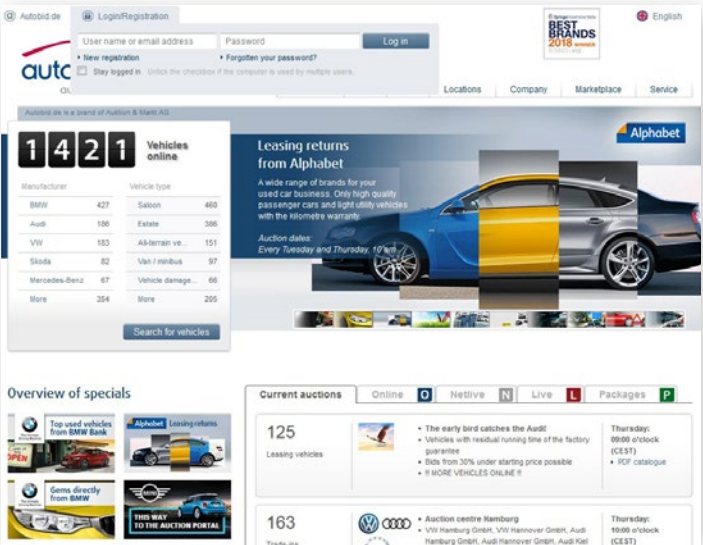 Autobid.de
Login/Registration
English
User name or email address
Password
Log in
New registration
Forgotten your password?
Stay logged in Untick the checkbox if the computer is used by multiple users.
BEST
BRANDS
2018 WINNER
auto
Locations
Company
Marketplace
Service
Autobid.de is a brand of Auktion & Markt AG
1421
Vehicles
online
Manufacturer
Vehicle type
BMW 427
Saloon 460
Audi 186
Estate 386
VW 183
All-terrain ve... 151
Skoda 82
Van / minibus 97
Mercedes-Benz 67
Vehicle damage... 66
More 354
More 205
Search for vehicles
Leasing returns
from Alphabet
A wide range of brands for your
used car business. Only high quality
passenger cars and light utility vehicles
with the kilometre warranty.
Auction dates:
Every Tuesday and Thursday, 10 am
Alphabet
Overview of specials
Top used vehicles
from BMW Bank
OPEN
Alphabet Leasing returns
Gems directly
from BMW
MINI
THIS WAY
TO THE AUCTION PORTAL
Current auctions
Online O
Netlive N
Live L
Packages P
125
Leasing vehicles
The early bird catches the Audi!
Vehicles with residual running time of the factory
guarantee
Bids from 30% under starting price possible
!! MORE VEHICLES ONLINE !!
Thursday:
09:00 o'clock
(CEST)
PDF catalogue
163
Trade-ins
Auction centre Hamburg
VW Hamburg GmbH, VW Hannover GmbH, Audi
Hamburg GmbH, Audi Hannover GmbH, Audi Kiel
Thursday:
10:00 o'clock
(CEST)